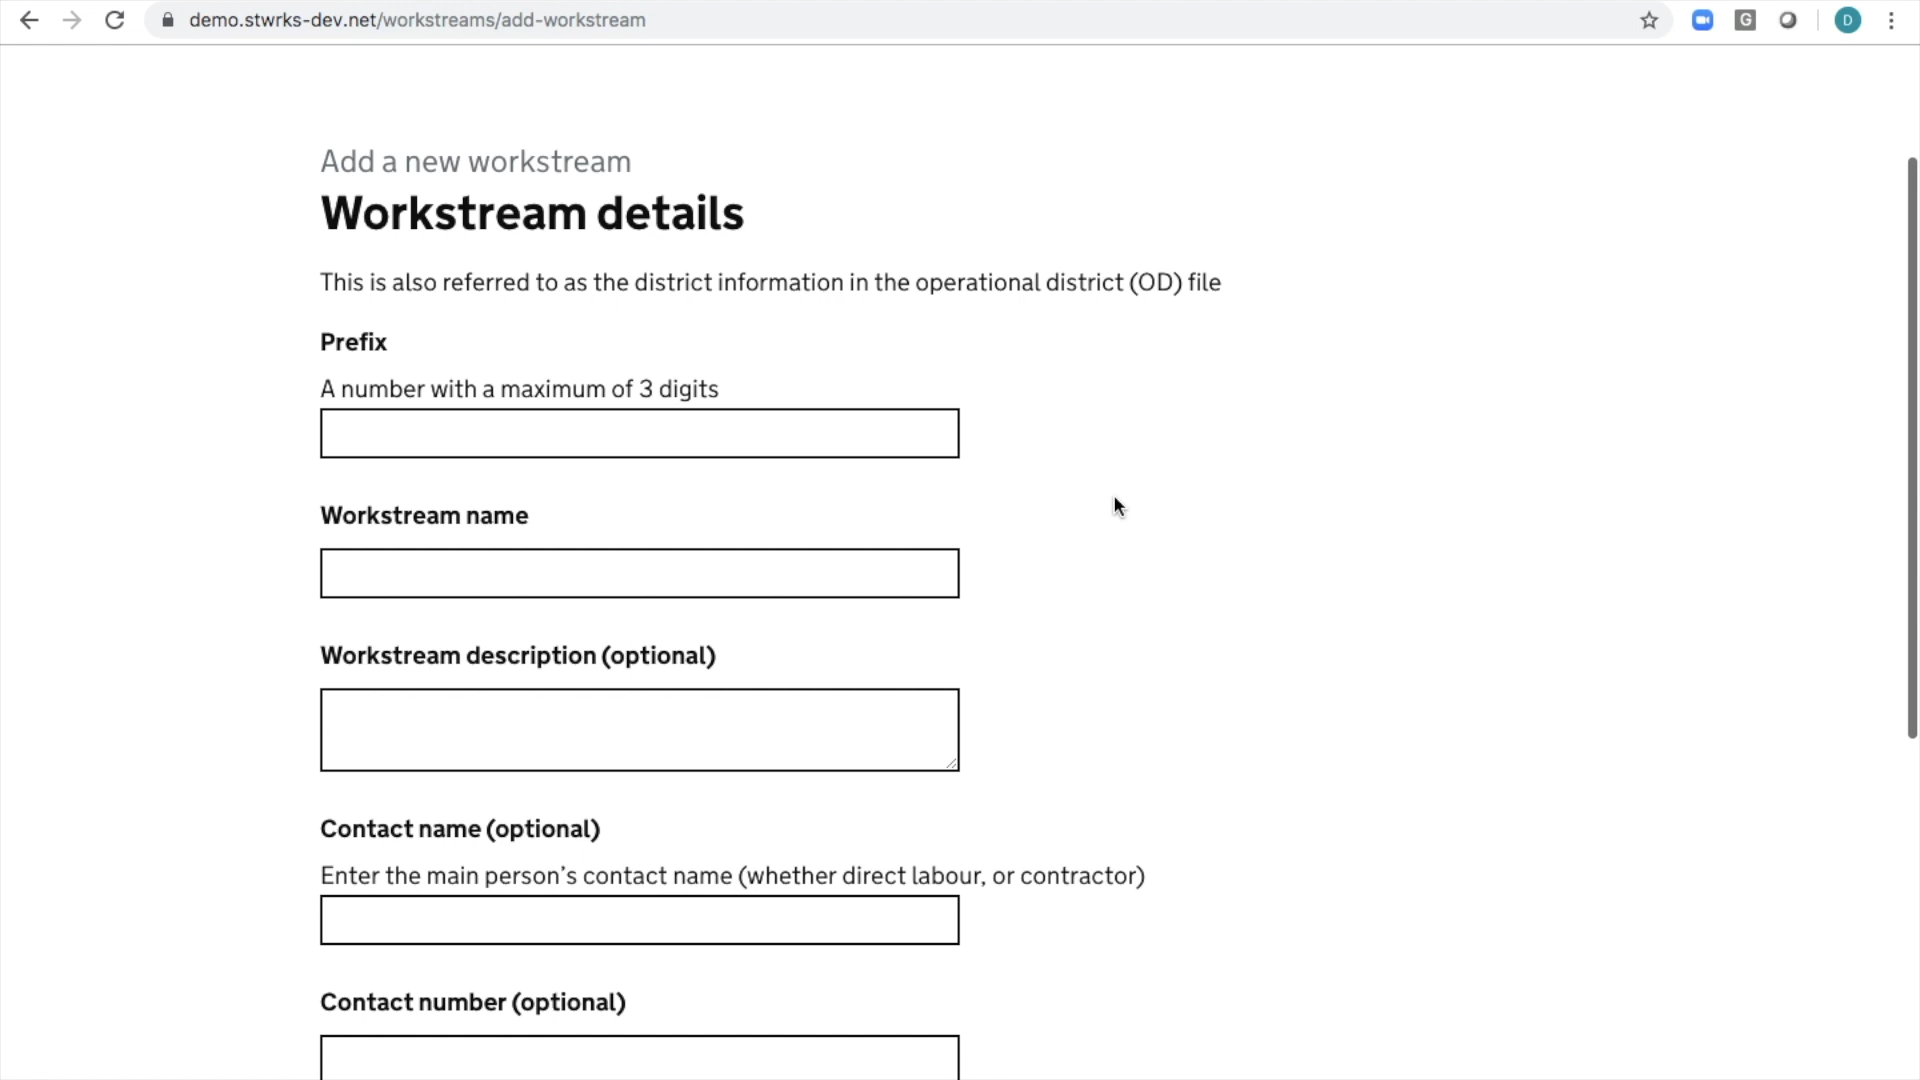 demo.stwrks-dev.net/workstreams/add-workstream
G
D
Add a new workstream
Workstream details
This is also referred to as the district information in the operational district (OD) file
Prefix
A number with a maximum of 3 digits
Workstream name
Workstream description (optional)
Contact name (optional)
Enter the main person’s contact name (whether direct labour, or contractor)
Contact number (optional)